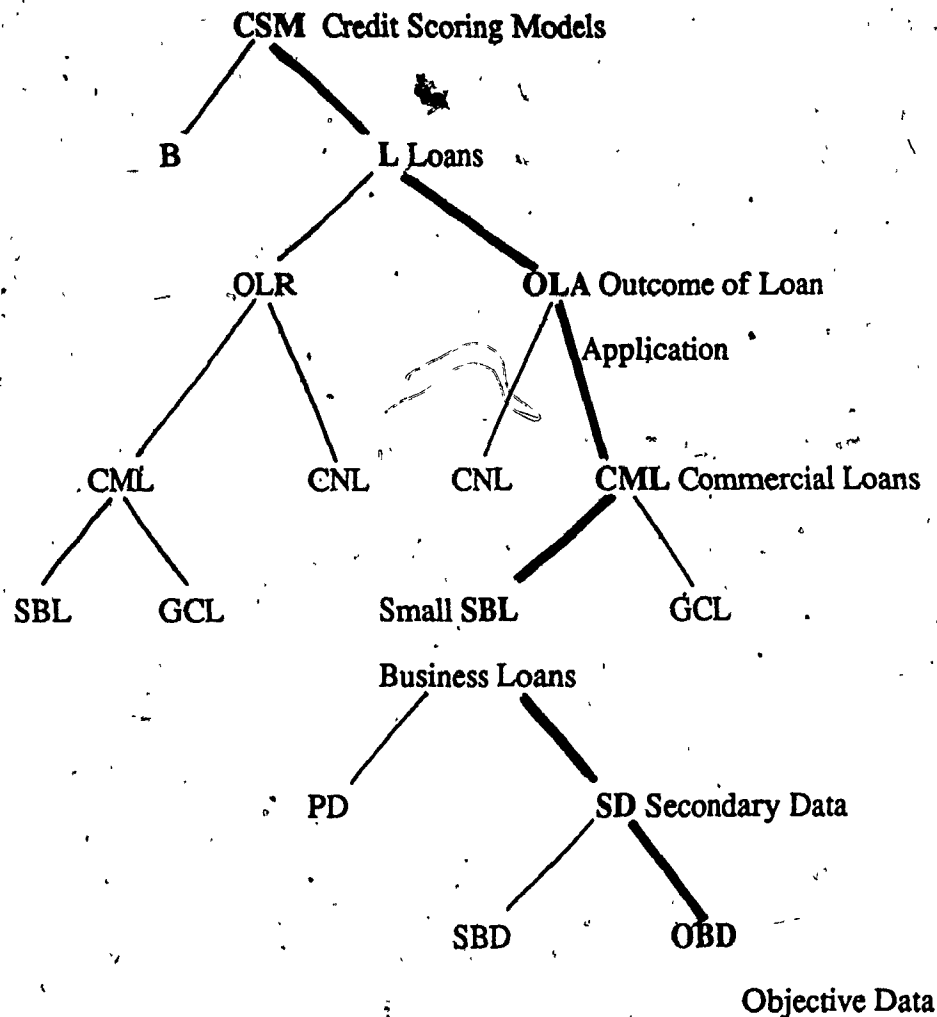 CSM Credit Scoring Models
B L Loans
OLR OLA Outcome of Loan
Application
CML CNL CNL CML Commercial Loans
SBL GCL Small SBL GCL
Business Loans
PD SD Secondary Data
SBD OBD
Objective Data